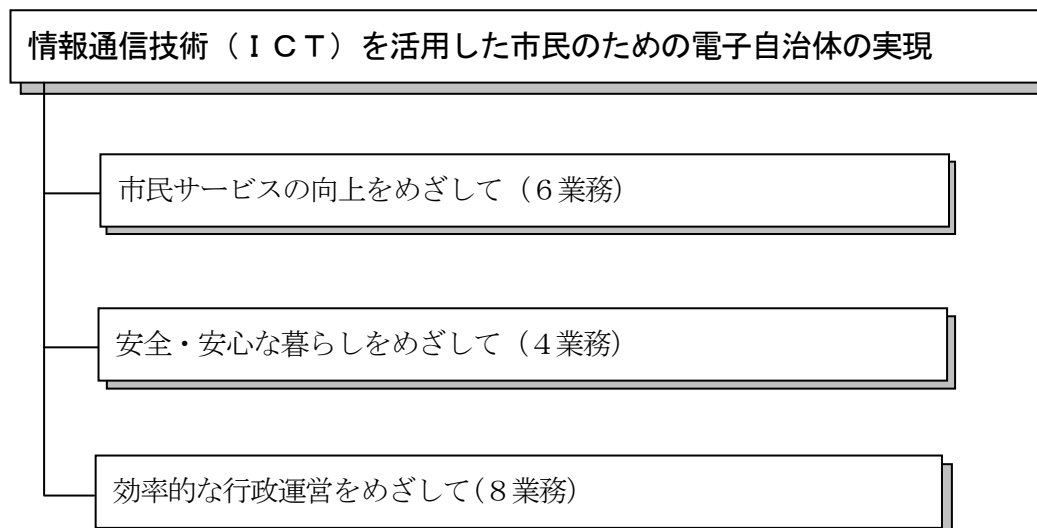 情報通信技術（ＩＣＴ）を活用した市民のための電子自治体の実現
市民サービスの向上をめざして（６業務）
安全・安心な暮らしをめざして（４業務）
効率的な行政運営をめざして（８業務）